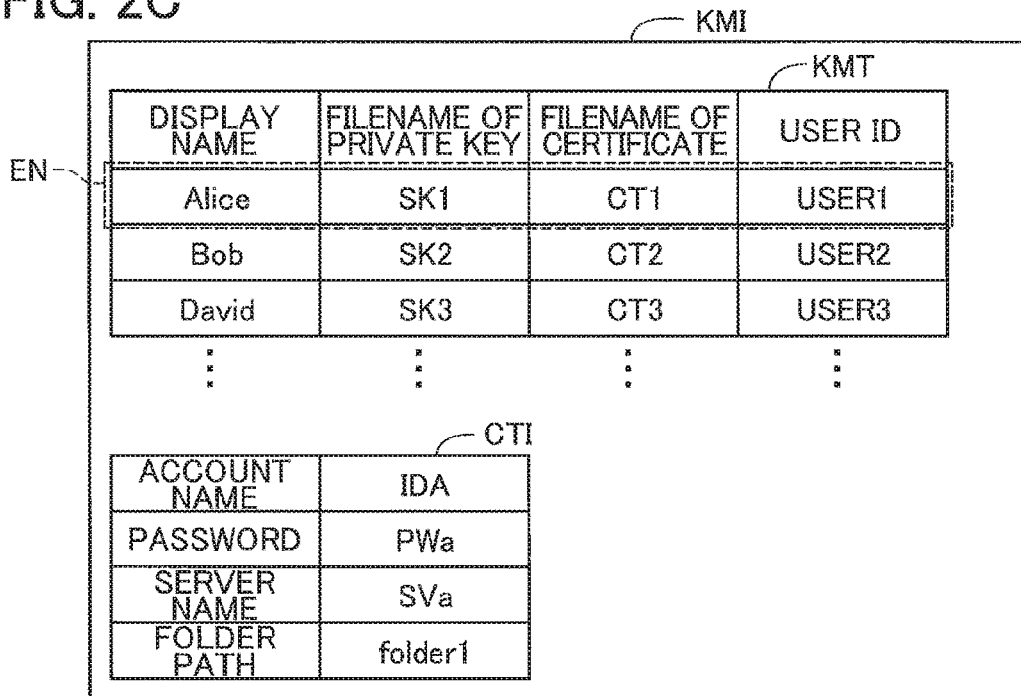 FIG. 2C
KMI
KMT
DISPLAY NAME FILENAME OF PRIVATE KEY FILENAME OF CERTIFICATE USER ID
EN
Alice SK1 CT1 USER1
Bob SK2 CT2 USER2
David SK3 CT3 USER3
CTI
ACCOUNT NAME IDA
PASSWORD PWa
SERVER NAME SVa
FOLDER PATH folder1